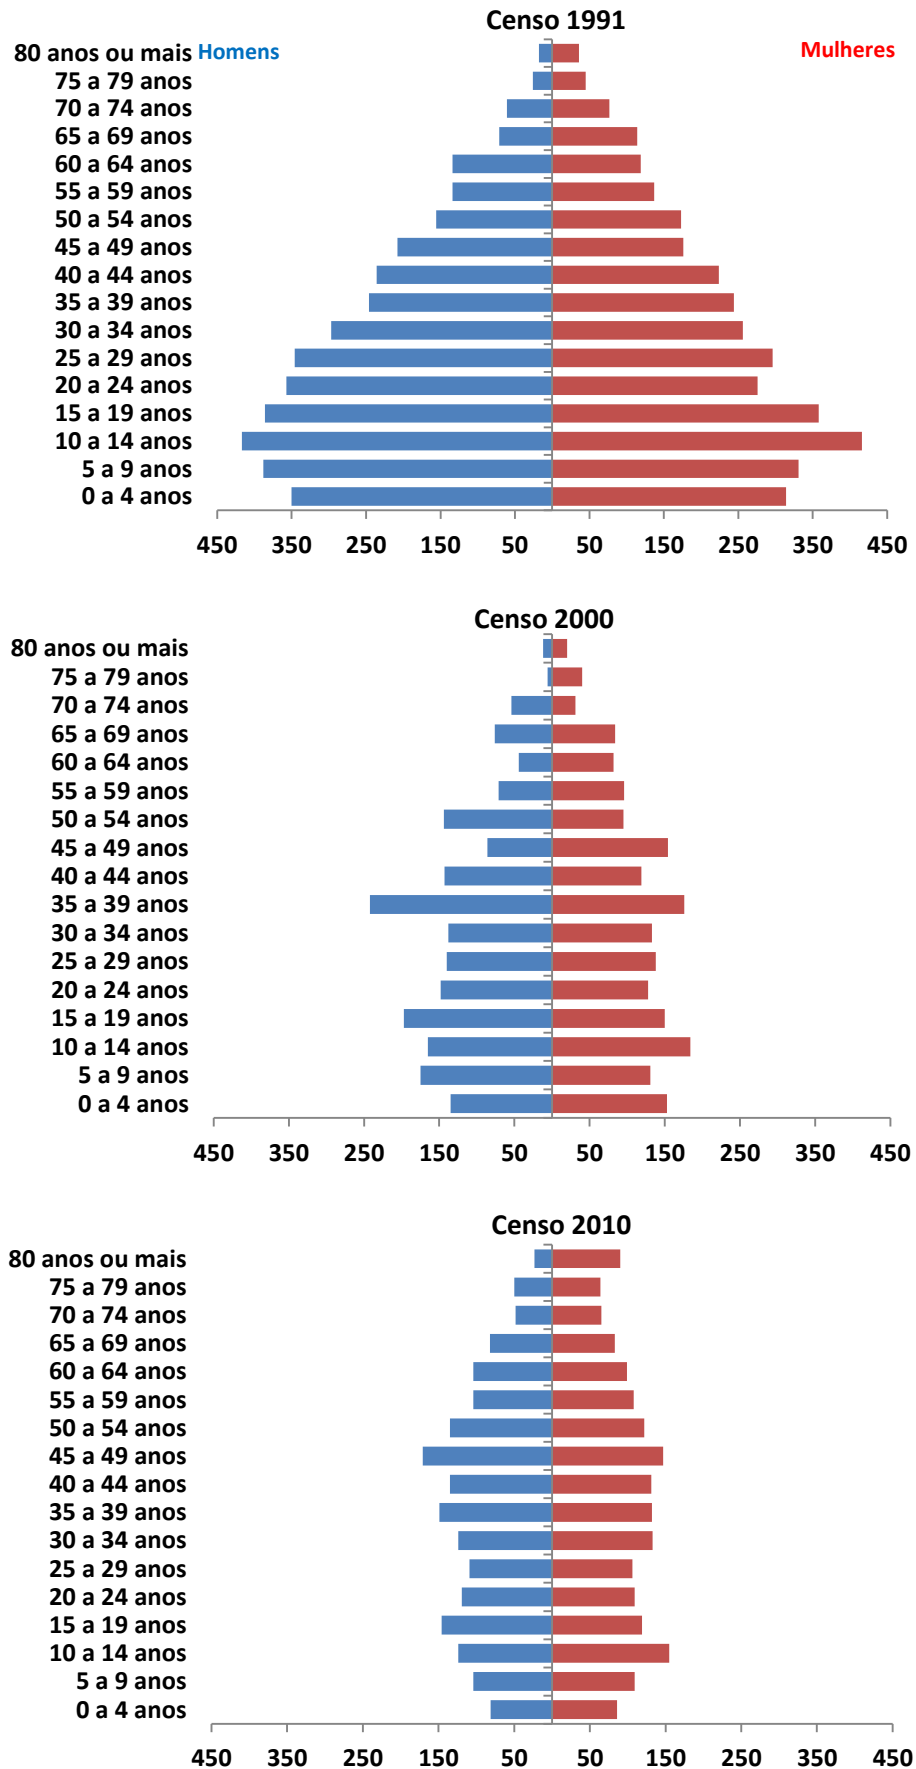 Censo 1991
80 anos ou mais Homens Mulheres
75 a 79 anos
70 a 74 anos
65 a 69 anos
60 a 64 anos
55 a 59 anos
50 a 54 anos
45 a 49 anos
40 a 44 anos
35 a 39 anos
30 a 34 anos
25 a 29 anos
20 a 24 anos
15 a 19 anos
10 a 14 anos
5 a 9 anos
0 a 4 anos
450 350 250 150 50 50 150 250 350 450
Censo 2000
80 anos ou mais
75 a 79 anos
70 a 74 anos
65 a 69 anos
60 a 64 anos
55 a 59 anos
50 a 54 anos
45 a 49 anos
40 a 44 anos
35 a 39 anos
30 a 34 anos
25 a 29 anos
20 a 24 anos
15 a 19 anos
10 a 14 anos
5 a 9 anos
0 a 4 anos
450 350 250 150 50 50 150 250 350 450
Censo 2010
80 anos ou mais
75 a 79 anos
70 a 74 anos
65 a 69 anos
60 a 64 anos
55 a 59 anos
50 a 54 anos
45 a 49 anos
40 a 44 anos
35 a 39 anos
30 a 34 anos
25 a 29 anos
20 a 24 anos
15 a 19 anos
10 a 14 anos
5 a 9 anos
0 a 4 anos
450 350 250 150 50 50 150 250 350 450